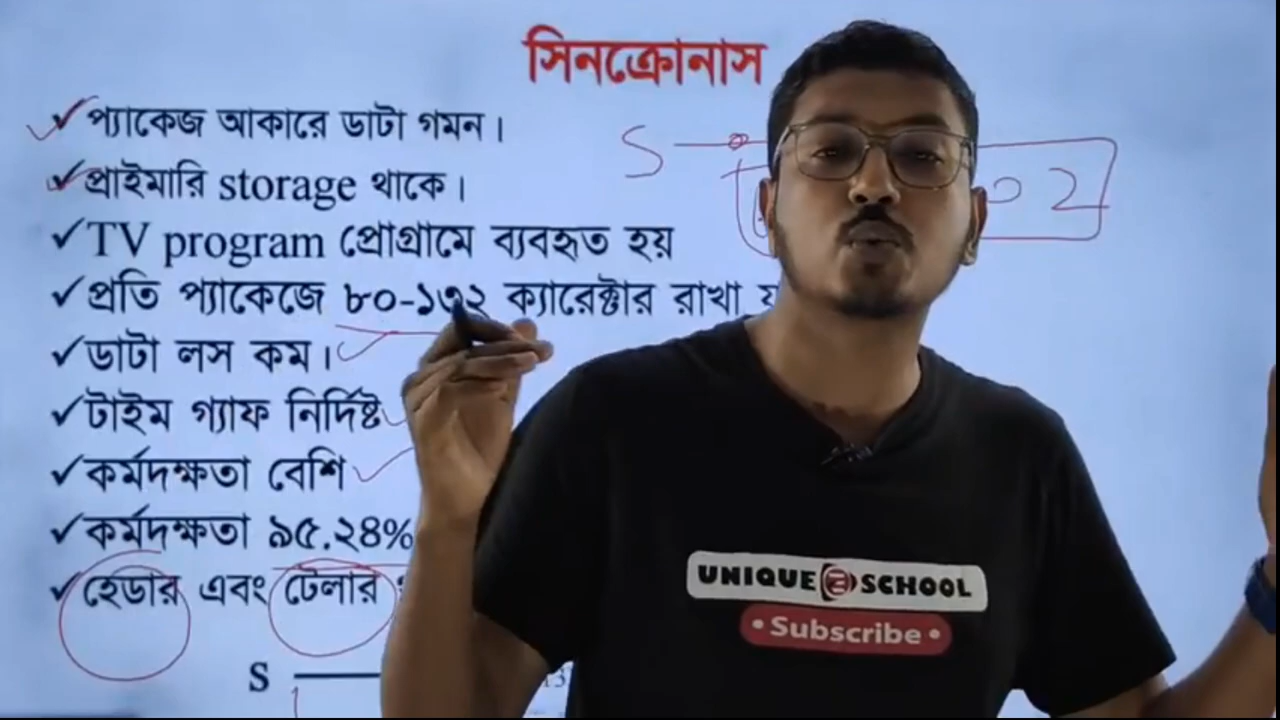 সিনক্রোনাস
✓প্যাকেজ আকারে ডাটা গমন।
✓প্রাইমারি storage থাকে।
✓TV program প্রোগ্রামে ব্যবহৃত হয়
✓প্রতি প্যাকেজে ৮০-১৩২ ক্যারেক্টার রাখা
✓ডাটা লস কম।
✓টাইম গ্যাফ নির্দিষ্ট
✓কর্মদক্ষতা বেশি
✓কর্মদক্ষতা ৯৫.২৪%
✓হেডার এবং টেলার
S
S
02
UNIQUE SCHOOL
• Subscribe •